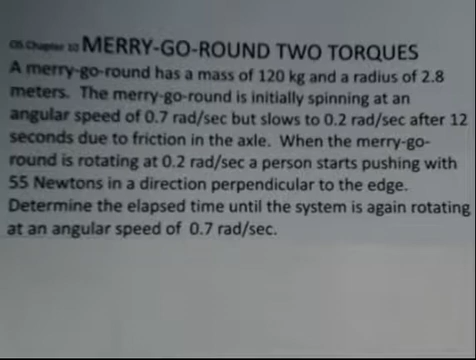 OS Chapter 10 MERRY-GO-ROUND TWO TORQUES
A merry-go-round has a mass of 120 kg and a radius of 2.8
meters. The merry-go-round is initially spinning at an
angular speed of 0.7 rad/sec but slows to 0.2 rad/sec after 12
seconds due to friction in the axle. When the merry-go-
round is rotating at 0.2 rad/sec a person starts pushing with
55 Newtons in a direction perpendicular to the edge.
Determine the elapsed time until the system is again rotating
at an angular speed of 0.7 rad/sec.